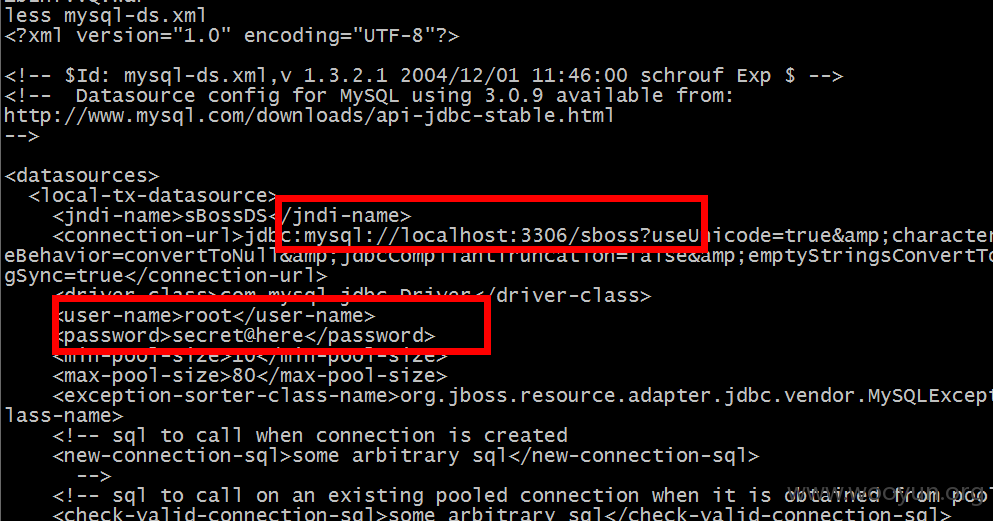 less mysql-ds.xml
<?xml version="1.0" encoding="UTF-8"?>
<!-- $Id: mysql-ds.xml,v 1.3.2.1 2004/12/01 11:46:00 schrouf Exp $ -->
<!--  Datasource config for MySQL using 3.0.9 available from:
http://www.mysql.com/downloads/api-jdbc-stable.html
-->
<datasources>
  <local-tx-datasource>
    <jndi-name>sBossDS</jndi-name>
    <connection-url>jdbc:mysql://localhost:3306/sboss?useUnicode=true&amp;character
eBehavior=convertToNull&amp;jdbcCompliantTruncation=false&amp;emptyStringsConvertTo
gSync=true</connection-url>
    <driver-class>com.mysql.jdbc.Driver</driver-class>
    <user-name>root</user-name>
    <password>secret@here</password>
    <min-pool-size>10</min-pool-size>
    <max-pool-size>80</max-pool-size>
    <exception-sorter-class-name>org.jboss.resource.adapter.jdbc.vendor.MySQLExcept
lass-name>
    <!-- sql to call when connection is created
    <new-connection-sql>some arbitrary sql</new-connection-sql>
      -->
    <!-- sql to call on an existing pooled connection when it is obtained from pool
    <check-valid-connection-sql>some arbitrary sql</check-valid-connection-sql>
www.wooyun.org